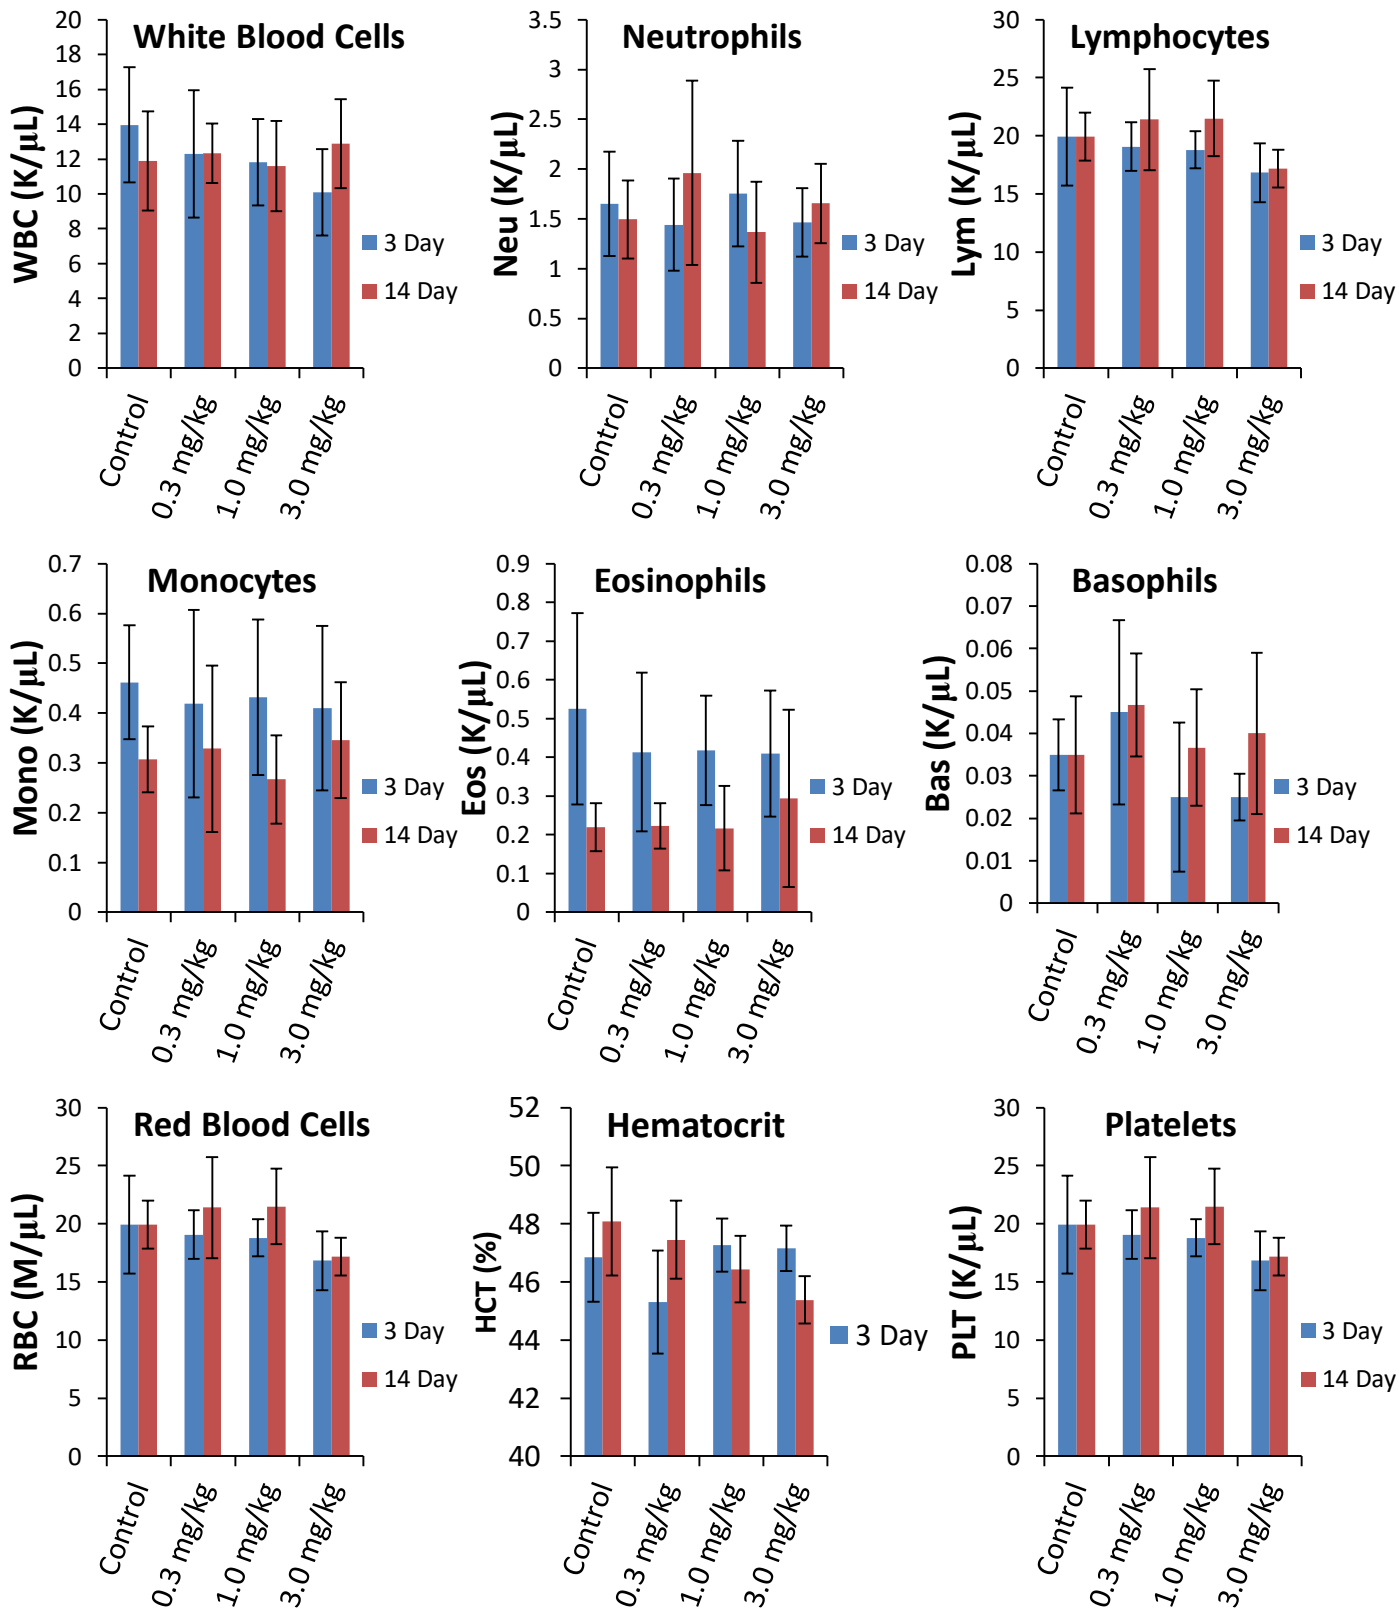 White Blood Cells
WBC (K/μL)
20
18
16
14
12
10
8
6
4
2
0
Control
0.3 mg/kg
1.0 mg/kg
3.0 mg/kg
3 Day
14 Day
Neutrophils
Neu (K/μL)
3.5
3
2.5
2
1.5
1
0.5
0
Control
0.3 mg/kg
1.0 mg/kg
3.0 mg/kg
3 Day
14 Day
Lymphocytes
Lym (K/μL)
30
25
20
15
10
5
0
Control
0.3 mg/kg
1.0 mg/kg
3.0 mg/kg
3 Day
14 Day
Monocytes
Mono (K/μL)
0.7
0.6
0.5
0.4
0.3
0.2
0.1
0
Control
0.3 mg/kg
1.0 mg/kg
3.0 mg/kg
3 Day
14 Day
Eosinophils
Eos (K/μL)
0.9
0.8
0.7
0.6
0.5
0.4
0.3
0.2
0.1
0
Control
0.3 mg/kg
1.0 mg/kg
3.0 mg/kg
3 Day
14 Day
Basophils
Bas (K/μL)
0.08
0.07
0.06
0.05
0.04
0.03
0.02
0.01
0
Control
0.3 mg/kg
1.0 mg/kg
3.0 mg/kg
3 Day
14 Day
Red Blood Cells
RBC (M/μL)
30
25
20
15
10
5
0
Control
0.3 mg/kg
1.0 mg/kg
3.0 mg/kg
3 Day
14 Day
Hematocrit
HCT (%)
52
50
48
46
44
42
40
Control
0.3 mg/kg
1.0 mg/kg
3.0 mg/kg
3 Day
Platelets
PLT (K/μL)
30
25
20
15
10
5
0
Control
0.3 mg/kg
1.0 mg/kg
3.0 mg/kg
3 Day
14 Day